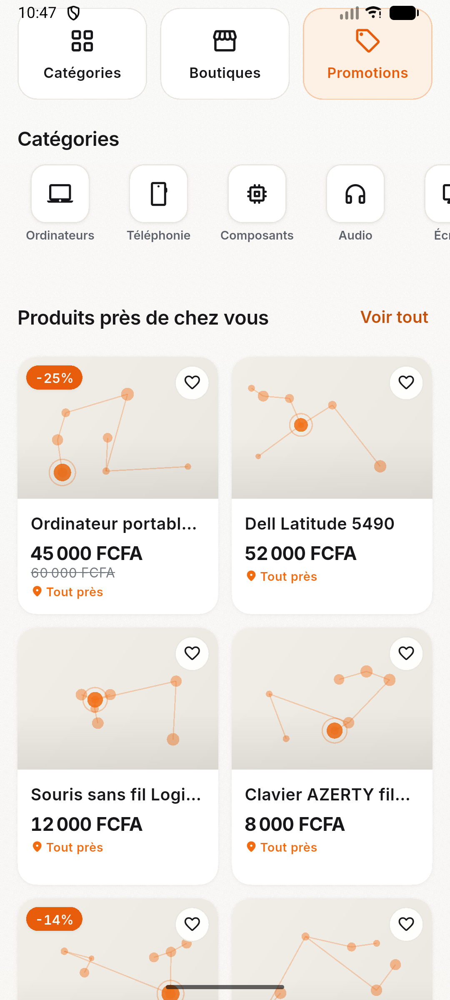 10:47
Catégories
Boutiques
Promotions
Catégories
Ordinateurs
Téléphonie
Composants
Audio
Écr
Produits près de chez vous
Voir tout
-25%
Ordinateur portabl...
45 000 FCFA
60 000 FCFA
Tout près
Dell Latitude 5490
52 000 FCFA
Tout près
Souris sans fil Logi...
12 000 FCFA
Tout près
Clavier AZERTY fil...
8 000 FCFA
Tout près
-14%